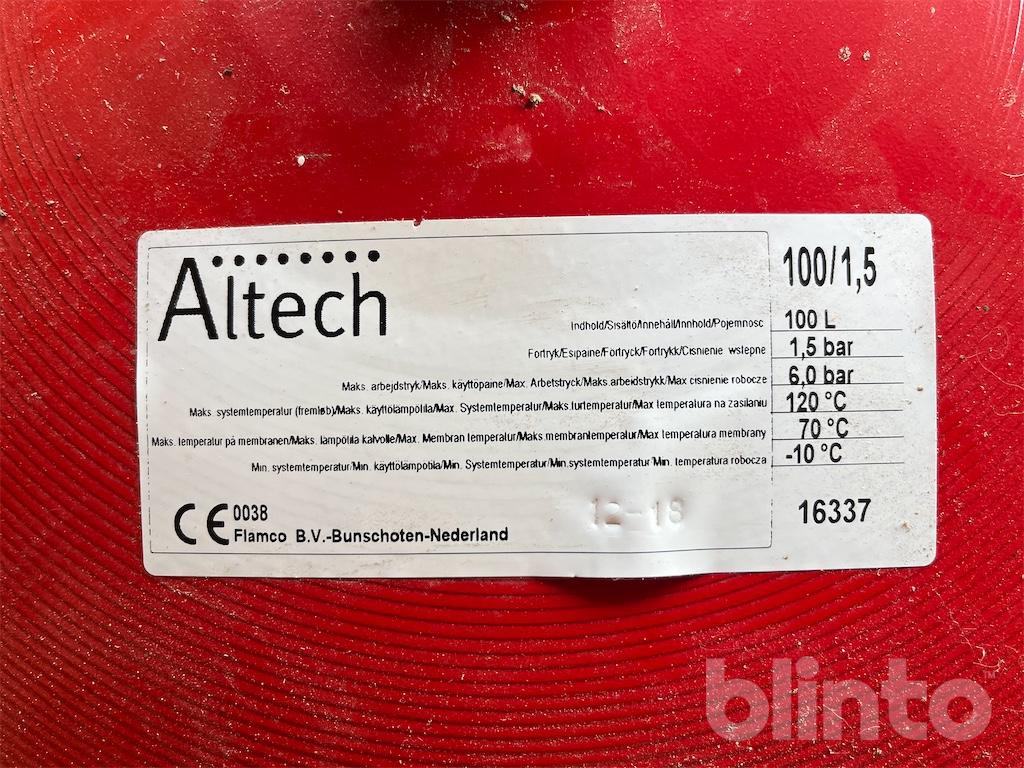 Altech
100/1,5
Indhold/Sisältö/Innehåll/Innhold/Pojemnosc 100 L
Fortryk/Esipaine/Fortryck/Fortrykk/Cisnienie wstepne 1,5 bar
Maks. arbejdstryk/Maks. käyttöpaine/Max. Arbetstryck/Maks.arbeidstrykk/Max cisnienie robocze 6,0 bar
Maks. systemtemperatur (fremløb)/Maks. käyttölämpötila/Max. Systemtemperatur/Maks.turtemperatur/Max temperatura na zasilaniu 120 °C
Maks. temperatur på membranen/Maks. lämpötila kalvolle/Max. Membran temperatur/Maks.membrantemperatur/Max temperatura membrany 70 °C
Min. systemtemperatur/Min. käyttölämpötila/Min. Systemtemperatur/Min.systemtemperatur/Min. temperatura robocza -10 °C
CE 0038
Flamco B.V.-Bunschoten-Nederland
12-18
16337
blinto